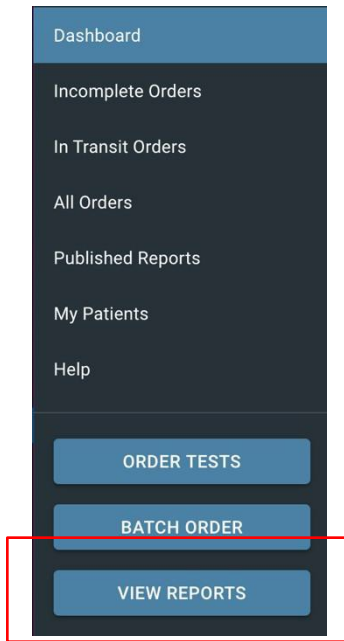 Dashboard
Incomplete Orders
In Transit Orders
All Orders
Published Reports
My Patients
Help
ORDER TESTS
BATCH ORDER
VIEW REPORTS